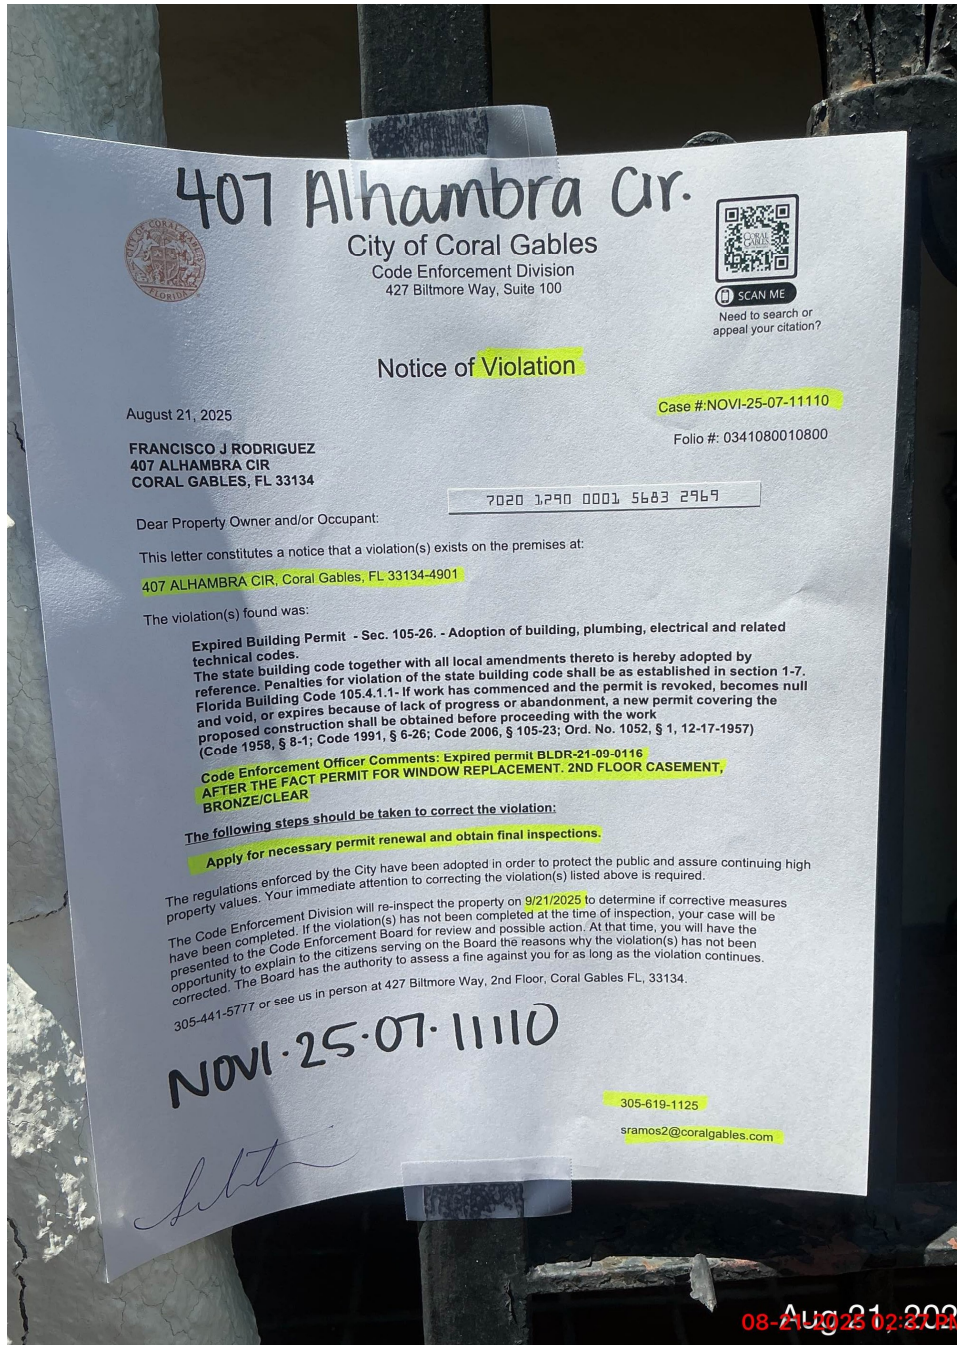 407 Alhambra Cir.
City of Coral Gables
Code Enforcement Division
427 Biltmore Way, Suite 100
CITY OF CORAL GABLES
FLORIDA
CORAL
GABLES
SCAN ME
Need to search or
appeal your citation?
Notice of Violation
August 21, 2025
Case #:NOVI-25-07-11110
Folio #: 0341080010800
FRANCISCO J RODRIGUEZ
407 ALHAMBRA CIR
CORAL GABLES, FL 33134
7020 1290 0001 5683 2969
Dear Property Owner and/or Occupant:
This letter constitutes a notice that a violation(s) exists on the premises at:
407 ALHAMBRA CIR, Coral Gables, FL 33134-4901
The violation(s) found was:
Expired Building Permit - Sec. 105-26. - Adoption of building, plumbing, electrical and related
technical codes.
The state building code together with all local amendments thereto is hereby adopted by
reference. Penalties for violation of the state building code shall be as established in section 1-7.
Florida Building Code 105.4.1.1- If work has commenced and the permit is revoked, becomes null
and void, or expires because of lack of progress or abandonment, a new permit covering the
proposed construction shall be obtained before proceeding with the work
(Code 1958, § 8-1; Code 1991, § 6-26; Code 2006, § 105-23; Ord. No. 1052, § 1, 12-17-1957)
Code Enforcement Officer Comments: Expired permit BLDR-21-09-0116
AFTER THE FACT PERMIT FOR WINDOW REPLACEMENT. 2ND FLOOR CASEMENT,
BRONZE/CLEAR
The following steps should be taken to correct the violation:
Apply for necessary permit renewal and obtain final inspections.
The regulations enforced by the City have been adopted in order to protect the public and assure continuing high
property values. Your immediate attention to correcting the violation(s) listed above is required.
The Code Enforcement Division will re-inspect the property on 9/21/2025 to determine if corrective measures
have been completed. If the violation(s) has not been completed at the time of inspection, your case will be
presented to the Code Enforcement Board for review and possible action. At that time, you will have the
opportunity to explain to the citizens serving on the Board the reasons why the violation(s) has not been
corrected. The Board has the authority to assess a fine against you for as long as the violation continues.
305-441-5777 or see us in person at 427 Biltmore Way, 2nd Floor, Coral Gables FL, 33134.
NOVI-25-07-11110
305-619-1125
sramos2@coralgables.com
Aug 21, 202
08-21-2025 02:37 PM